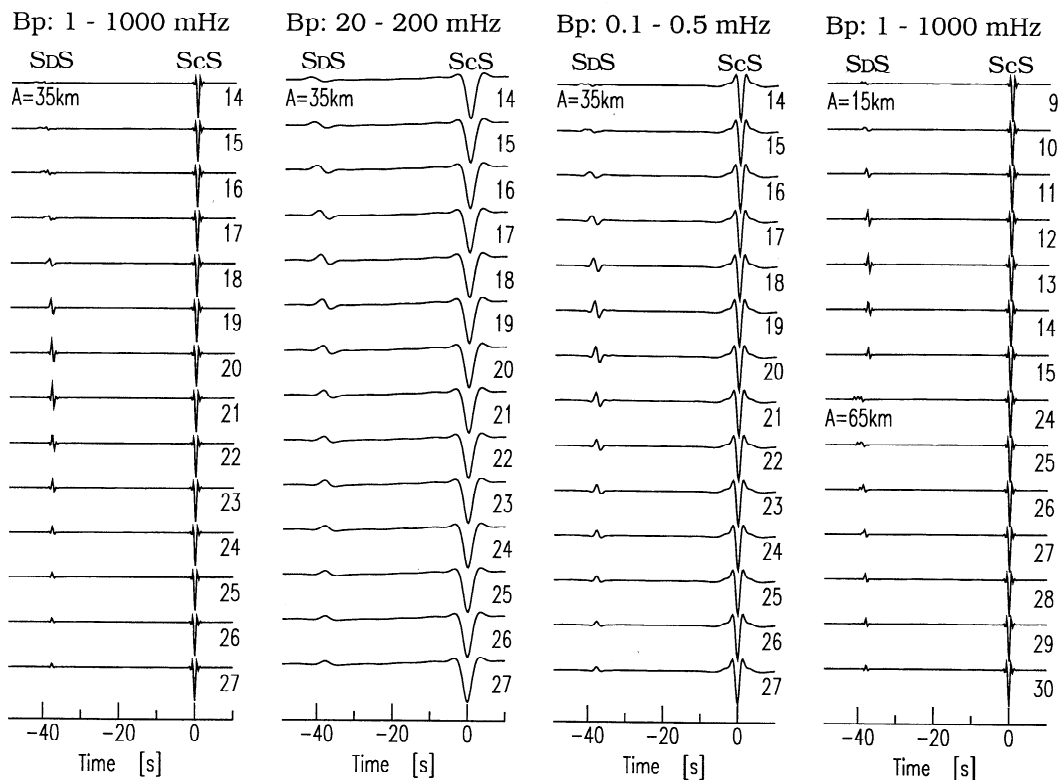 Bp: 1 - 1000 mHz
SDS ScS
A=35km
14
15
16
17
18
19
20
21
22
23
24
25
26
27
-40 -20 0
Time [s]
Bp: 20 - 200 mHz
SDS ScS
A=35km
14
15
16
17
18
19
20
21
22
23
24
25
26
27
-40 -20 0
Time [s]
Bp: 0.1 - 0.5 mHz
SDS ScS
A=35km
14
15
16
17
18
19
20
21
22
23
24
25
26
27
-40 -20 0
Time [s]
Bp: 1 - 1000 mHz
SDS ScS
A=15km
9
10
11
12
13
14
15
A=65km
24
25
26
27
28
29
30
-40 -20 0
Time [s]